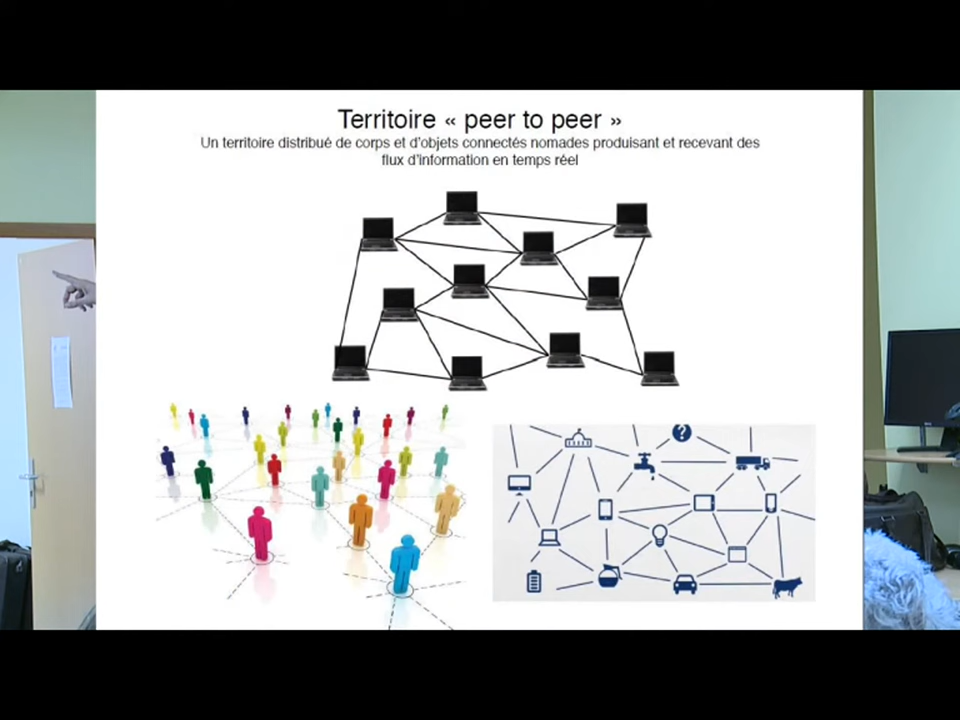 Territoire « peer to peer »
Un territoire distribué de corps et d'objets connectés nomades produisant et recevant des
flux d'information en temps réel
?